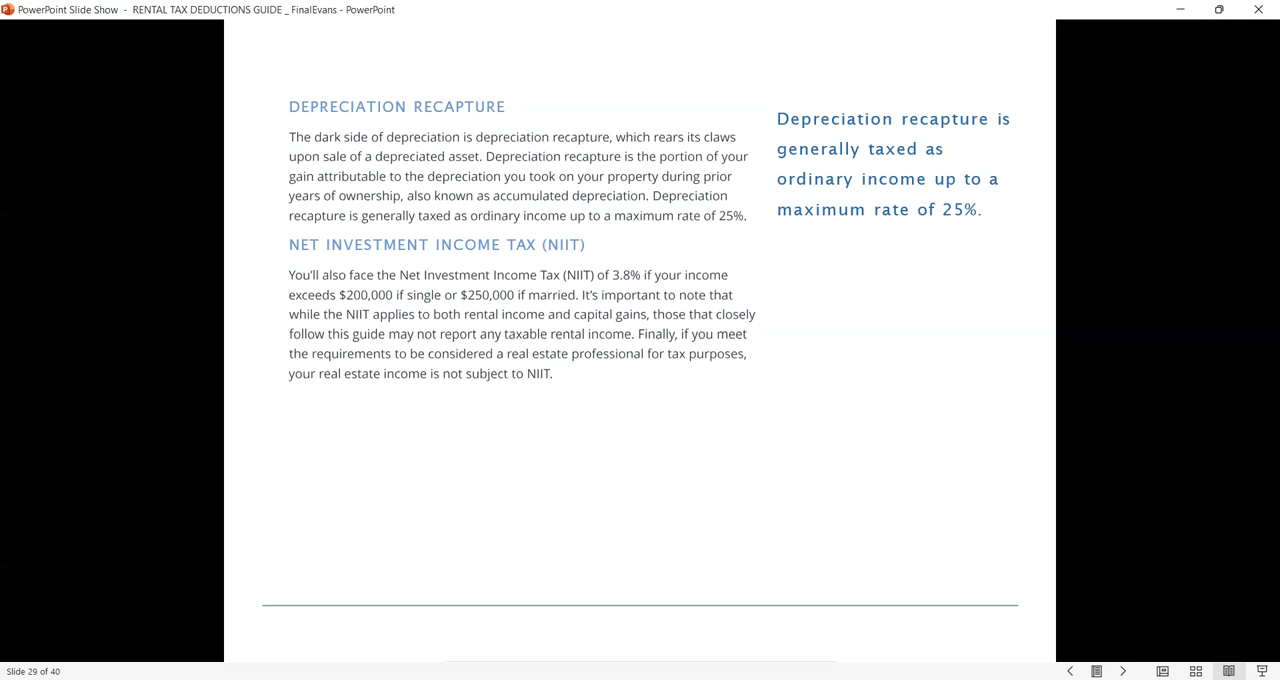 PowerPoint Slide Show - RENTAL TAX DEDUCTIONS GUIDE _ FinalEvans - PowerPoint
DEPRECIATION RECAPTURE
The dark side of depreciation is depreciation recapture, which rears its claws
upon sale of a depreciated asset. Depreciation recapture is the portion of your
gain attributable to the depreciation you took on your property during prior
years of ownership, also known as accumulated depreciation. Depreciation
recapture is generally taxed as ordinary income up to a maximum rate of 25%.
NET INVESTMENT INCOME TAX (NIIT)
You'll also face the Net Investment Income Tax (NIIT) of 3.8% if your income
exceeds $200,000 if single or $250,000 if married. It's important to note that
while the NIIT applies to both rental income and capital gains, those that closely
follow this guide may not report any taxable rental income. Finally, if you meet
the requirements to be considered a real estate professional for tax purposes,
your real estate income is not subject to NIIT.
Depreciation recapture is
generally taxed as
ordinary income up to a
maximum rate of 25%.
Slide 29 of 40